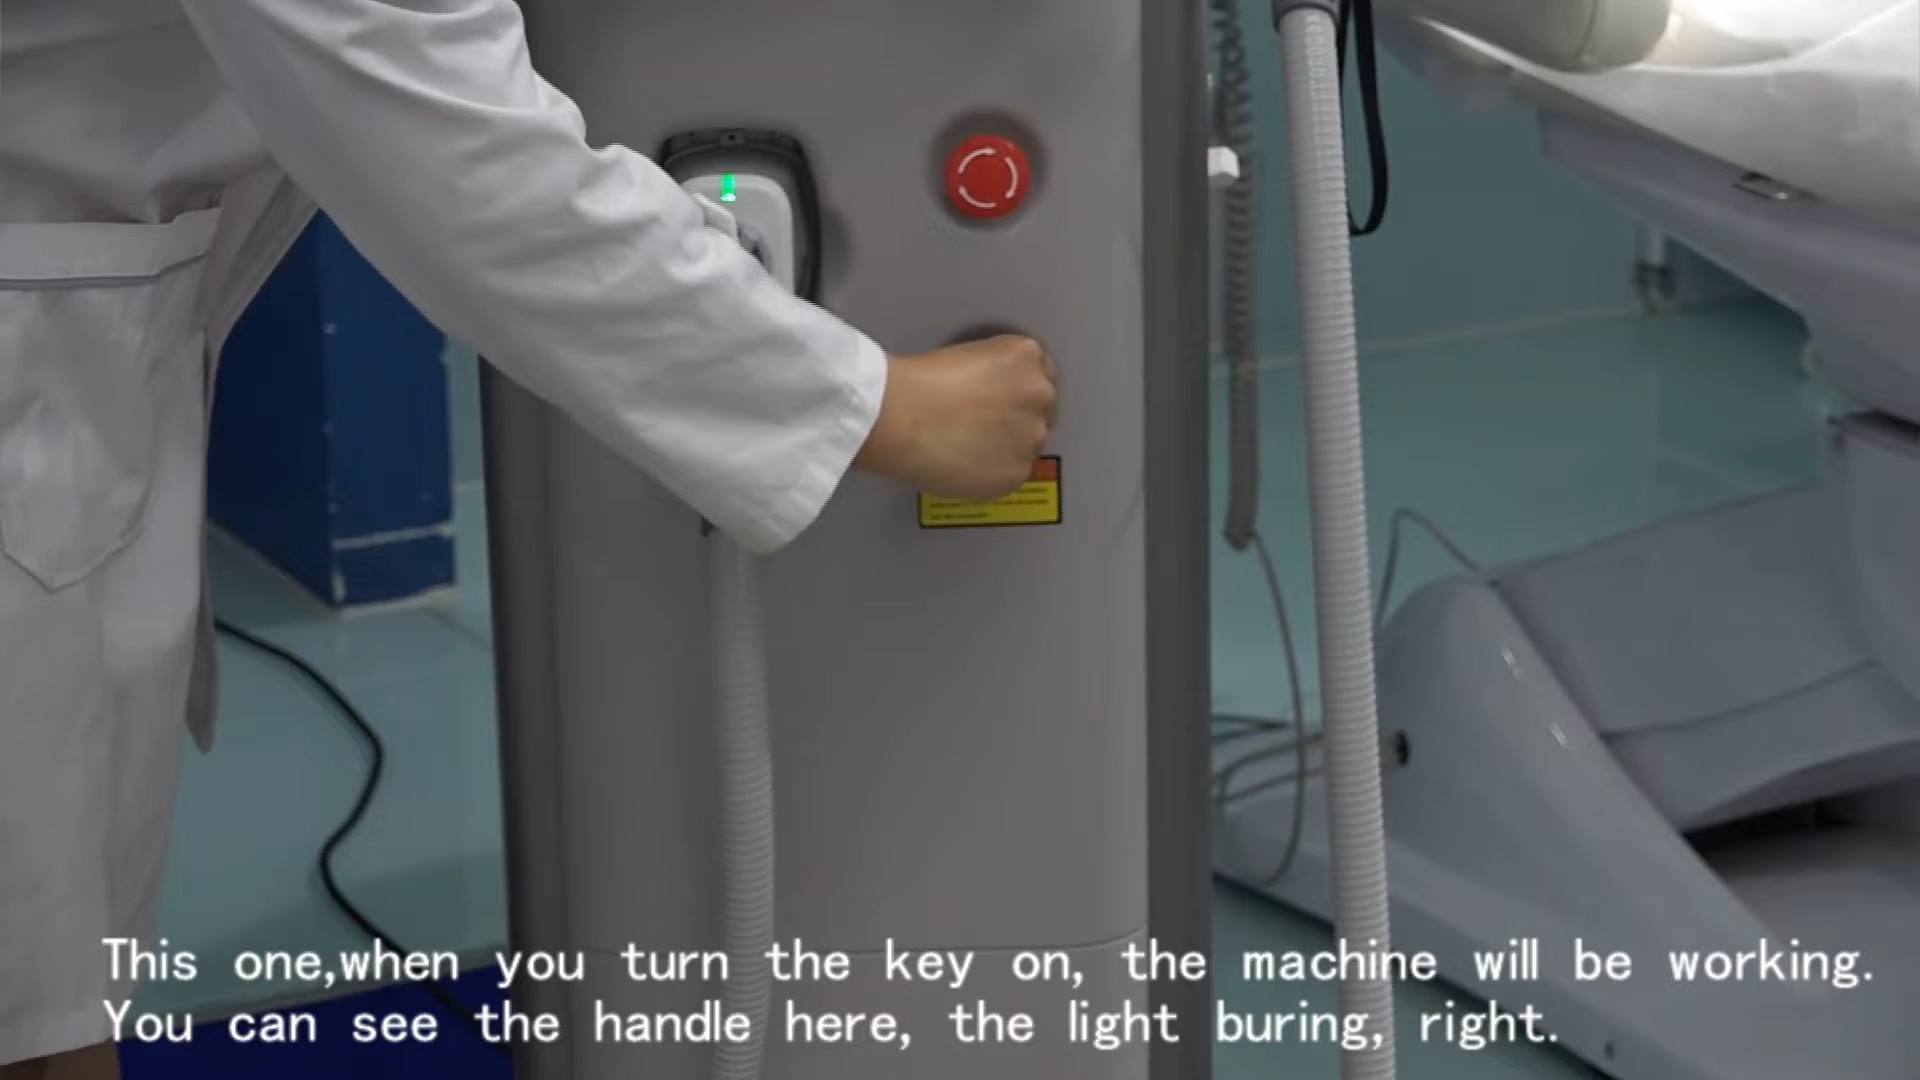 This one,when you turn the key on, the machine will be working.
You can see the handle here, the light buring, right.